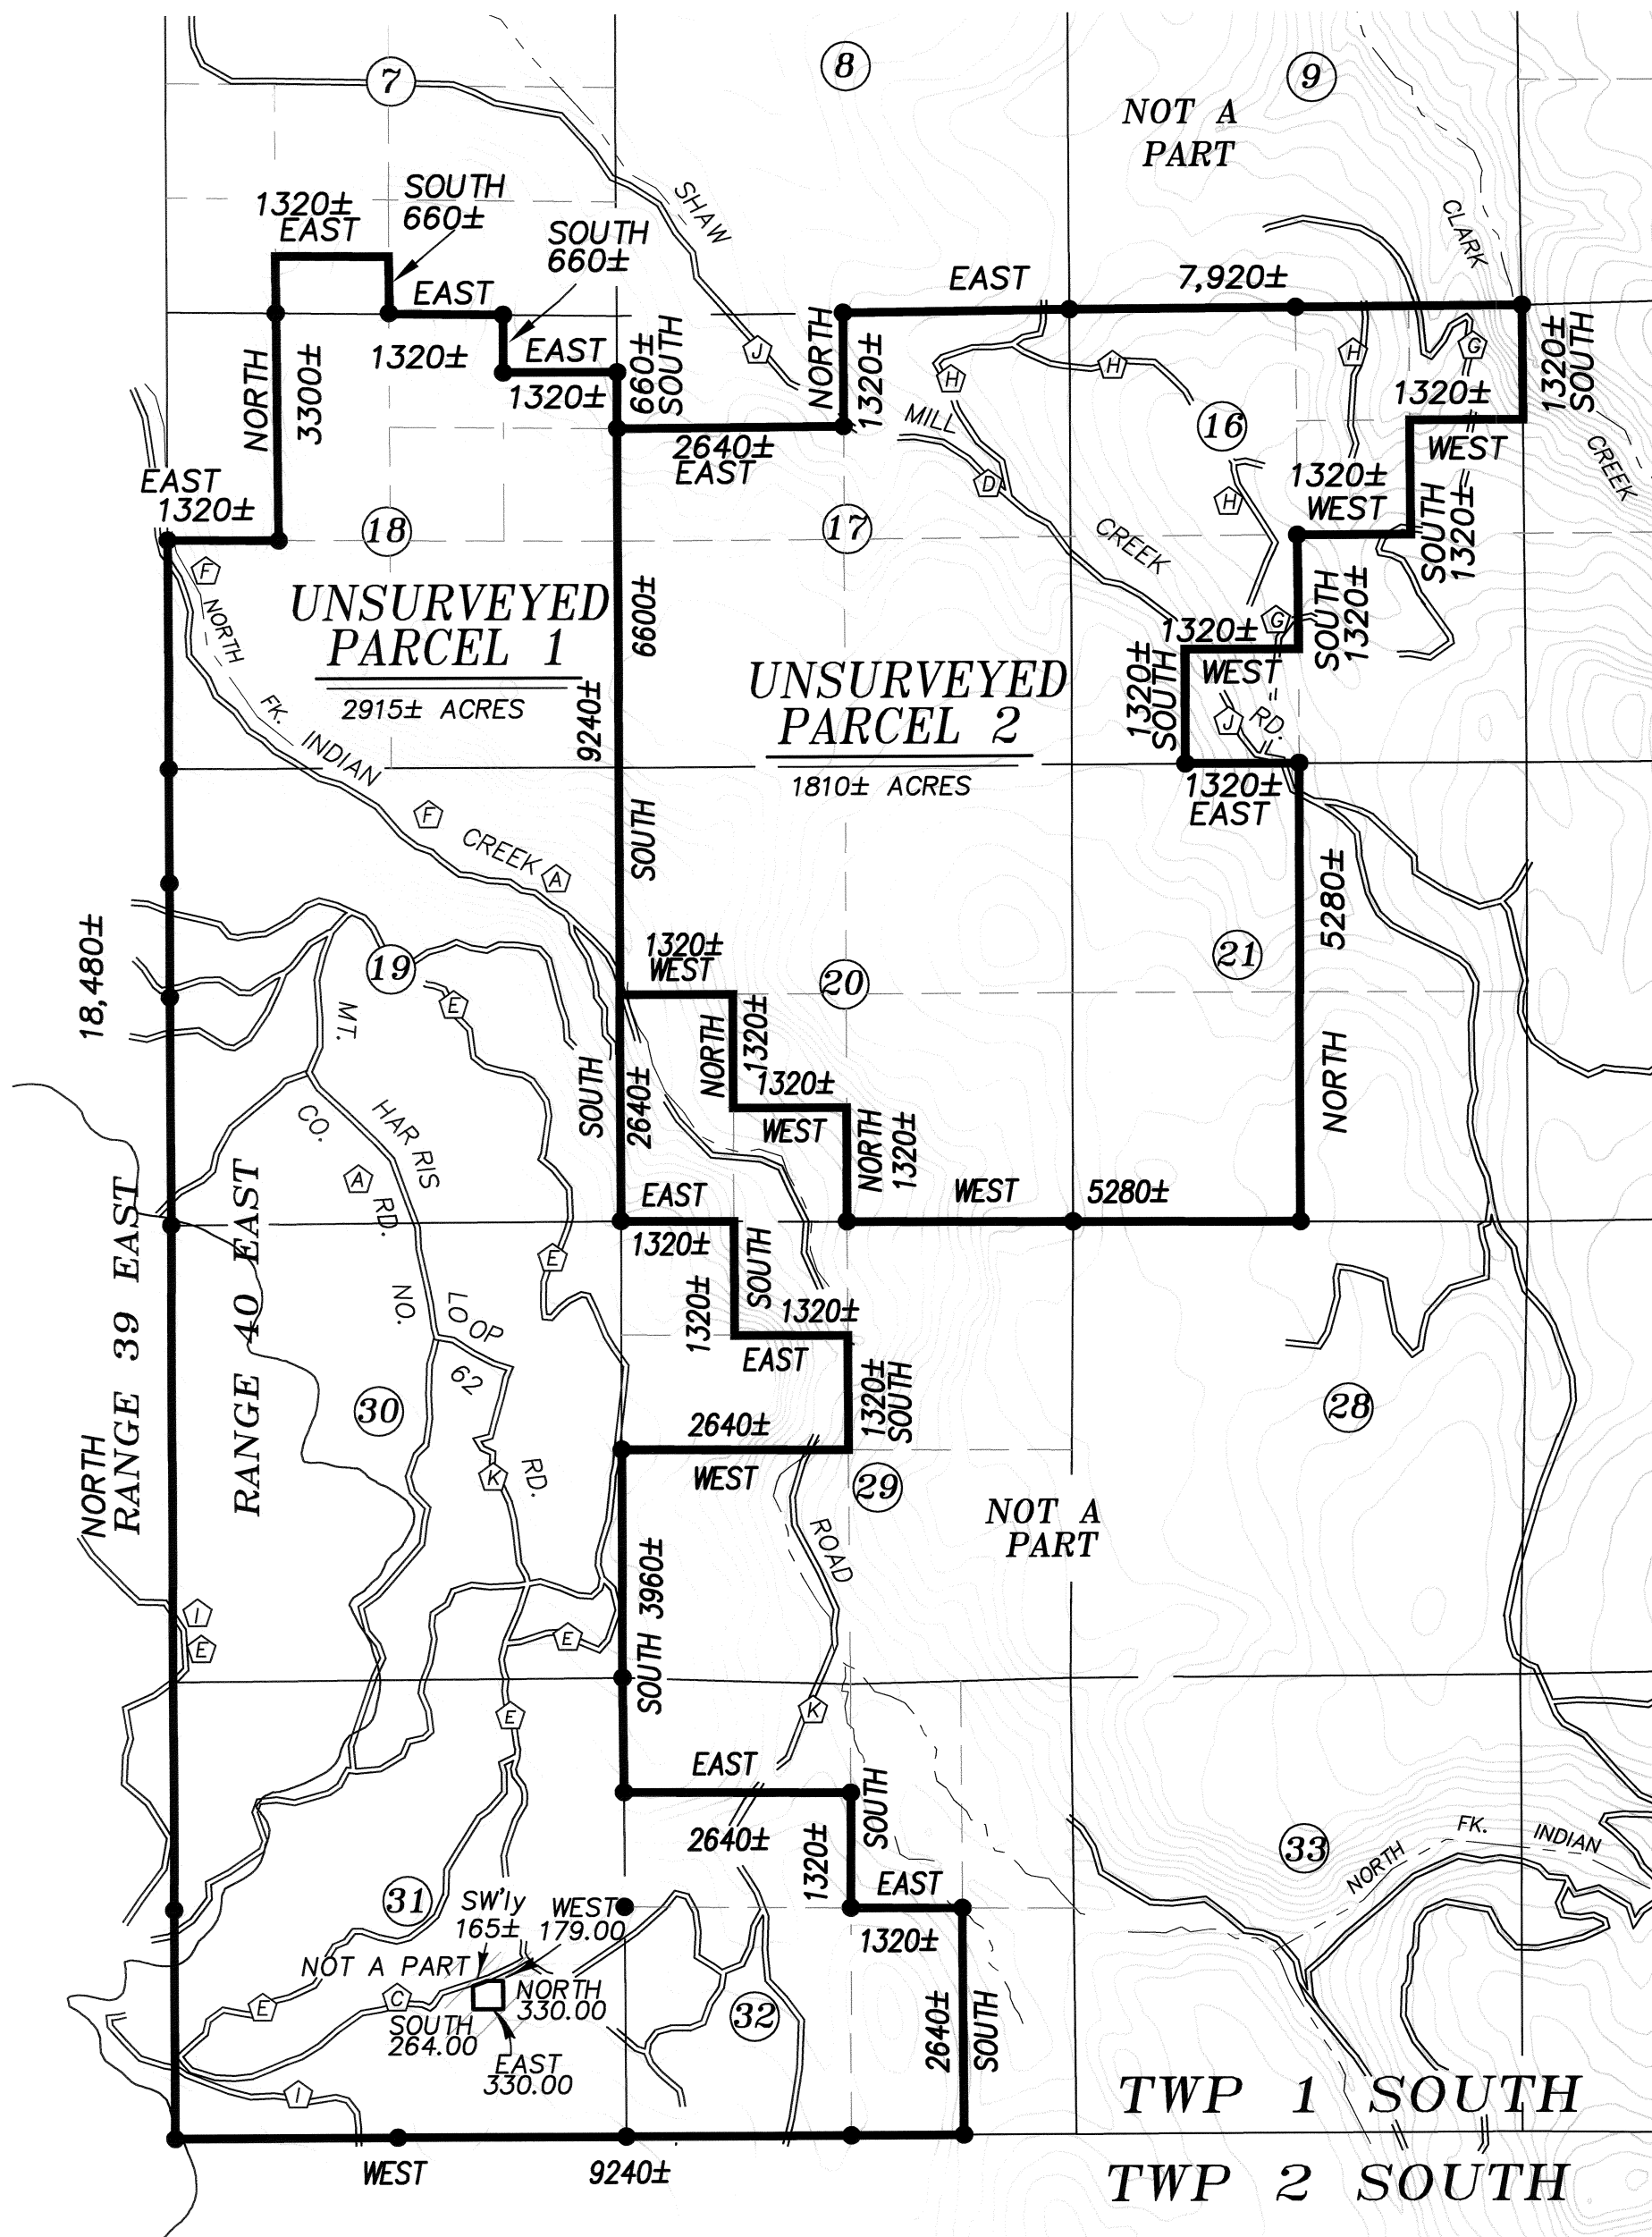 7
8
9
NOT A
PART
SOUTH
660±
1320±
EAST
SOUTH
660±
SHAW
CLARK
EAST 7,920±
EAST
1320±
EAST
1320±
NORTH
3300±
660±
SOUTH
J
NORTH
1320±
H
H
H
G
1320±
SOUTH
1320±
WEST
CREEK
MILL
16
2640±
EAST
D
H
1320±
WEST
SOUTH
1320±
EAST
1320±
18
17
CREEK
F
NORTH
FK.
INDIAN
UNSURVEYED
PARCEL 1
2915± ACRES
6600±
9240±
SOUTH
SOUTH
1320±
G
1320±
WEST
1320±
SOUTH
J
RD.
UNSURVEYED
PARCEL 2
1810± ACRES
1320±
EAST
F
CREEK
A
5280±
NORTH
18,480±
NORTH
19
E
1320±
WEST
20
21
MT.
HAR RIS
LOOP
RD.
CO.
A
RD.
NO.
62
SOUTH
2640±
NORTH
1320±
1320±
WEST
NORTH
1320±
WEST 5280±
RANGE 39 EAST
RANGE 40 EAST
EAST
1320±
E
1320±
SOUTH
1320±
EAST
1320±
SOUTH
30
28
2640±
WEST
K
29
NOT A
PART
ROAD
SOUTH 3960±
I
E
E
E
K
EAST
2640±
SOUTH
1320±
33
NORTH
FK.
INDIAN
31
SW'ly
165±
WEST
179.00
EAST
1320±
NOT A PART
NORTH
330.00
E
C
SOUTH
264.00
EAST
330.00
32
2640±
SOUTH
I
TWP 1 SOUTH
WEST 9240±
TWP 2 SOUTH